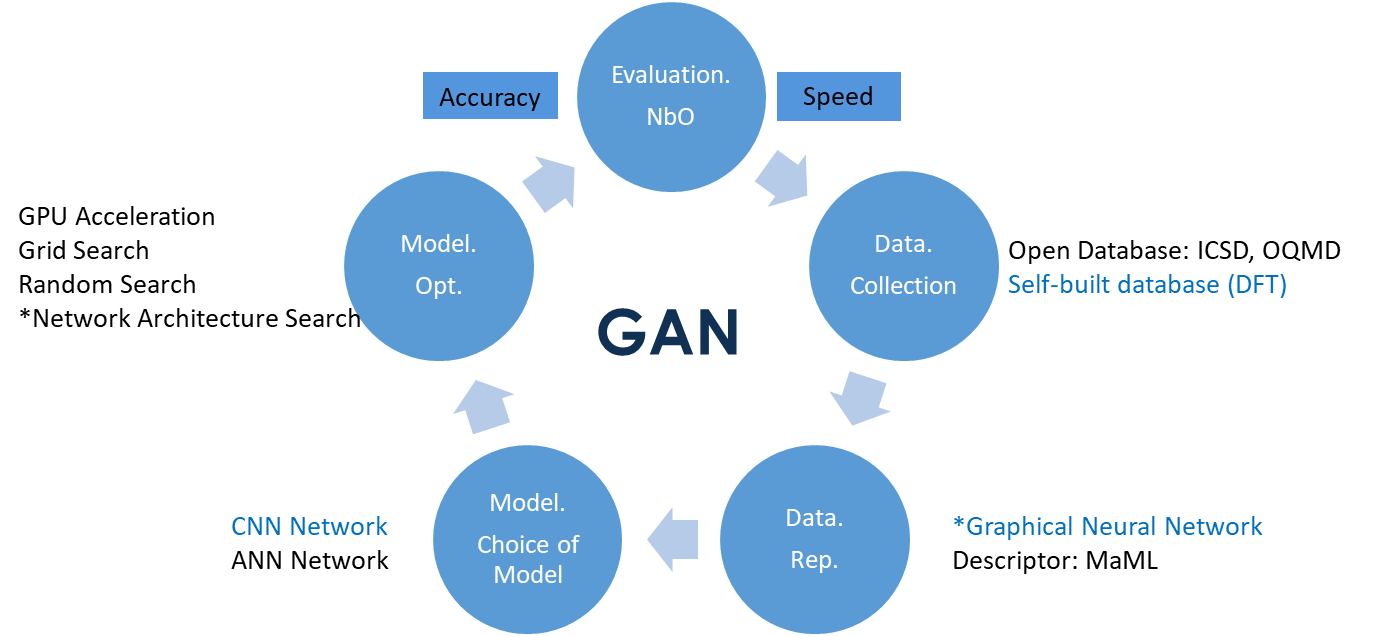 Evaluation.
NbO
Accuracy
Speed
Data.
Collection
Open Database: ICSD, OQMD
Self-built database (DFT)
Data.
Rep.
*Graphical Neural Network
Descriptor: MaML
Model.
Choice of
Model
CNN Network
ANN Network
Model.
Opt.
GPU Acceleration
Grid Search
Random Search
*Network Architecture Search
GAN